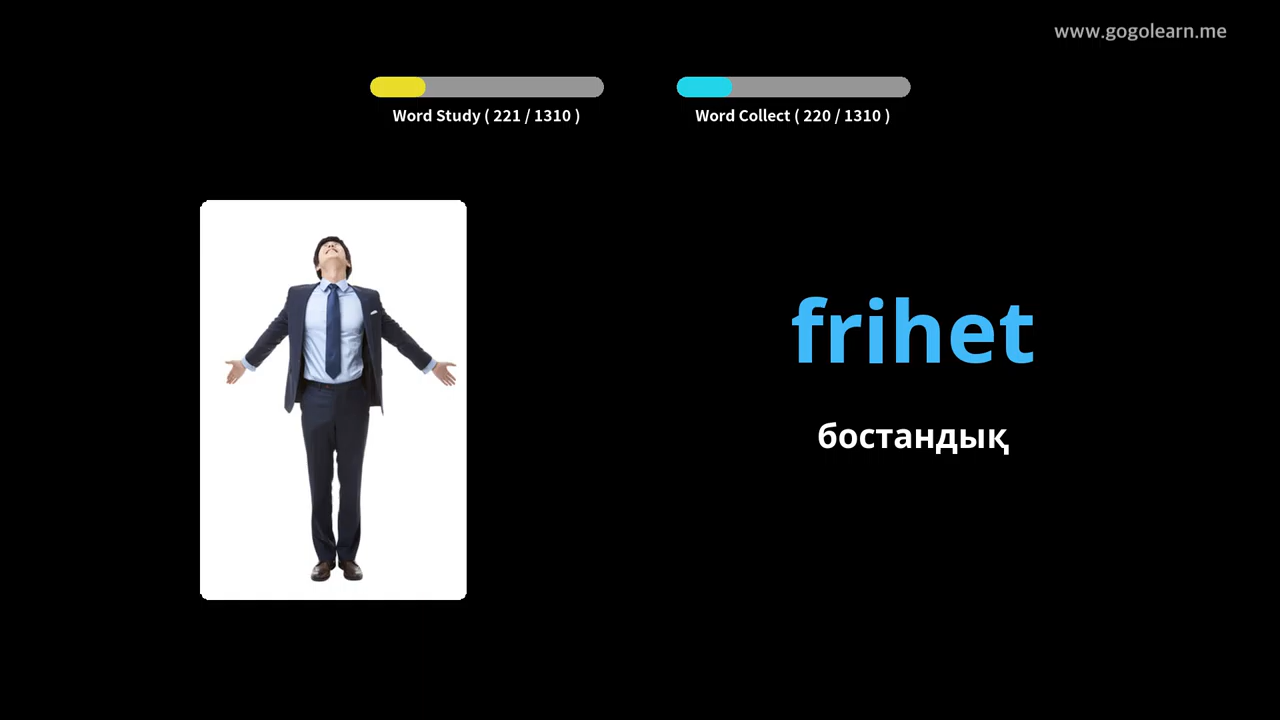 www.gogolearn.me
Word Study ( 221 / 1310 )
Word Collect ( 220 / 1310 )
frihet
бостандық